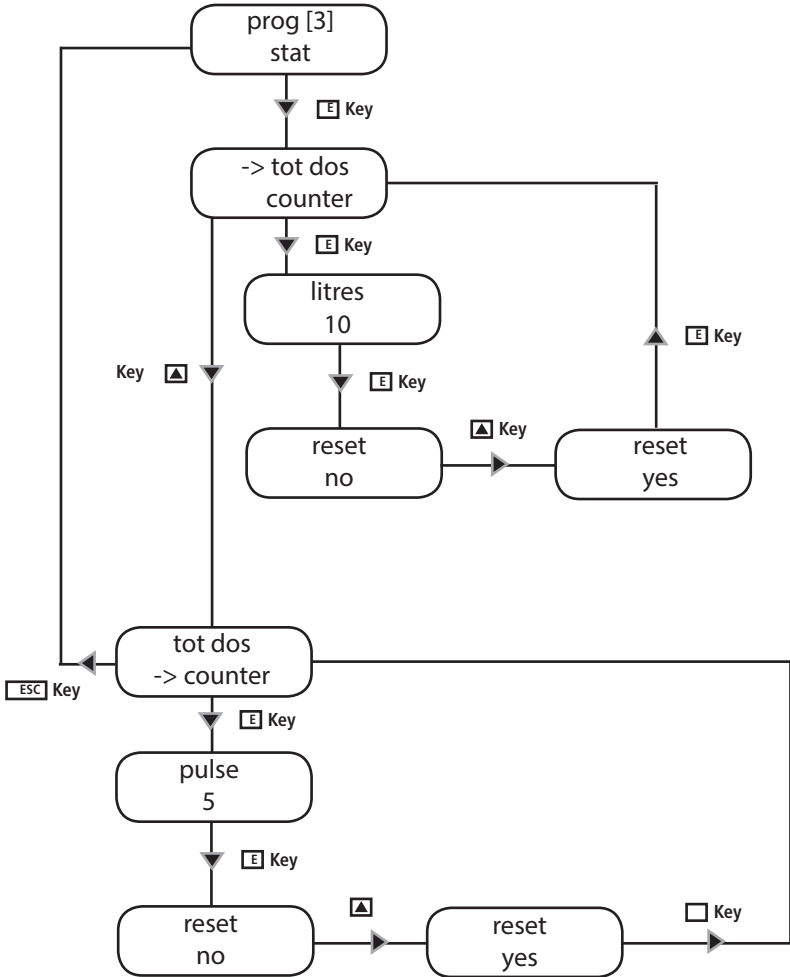 prog [3]
stat
E Key
-> tot dos
counter
E Key
litres
10
Key
E Key
E Key
Key
reset
no
reset
yes
tot dos
-> counter
ESC Key
E Key
pulse
5
E Key
reset
no
reset
yes
Key